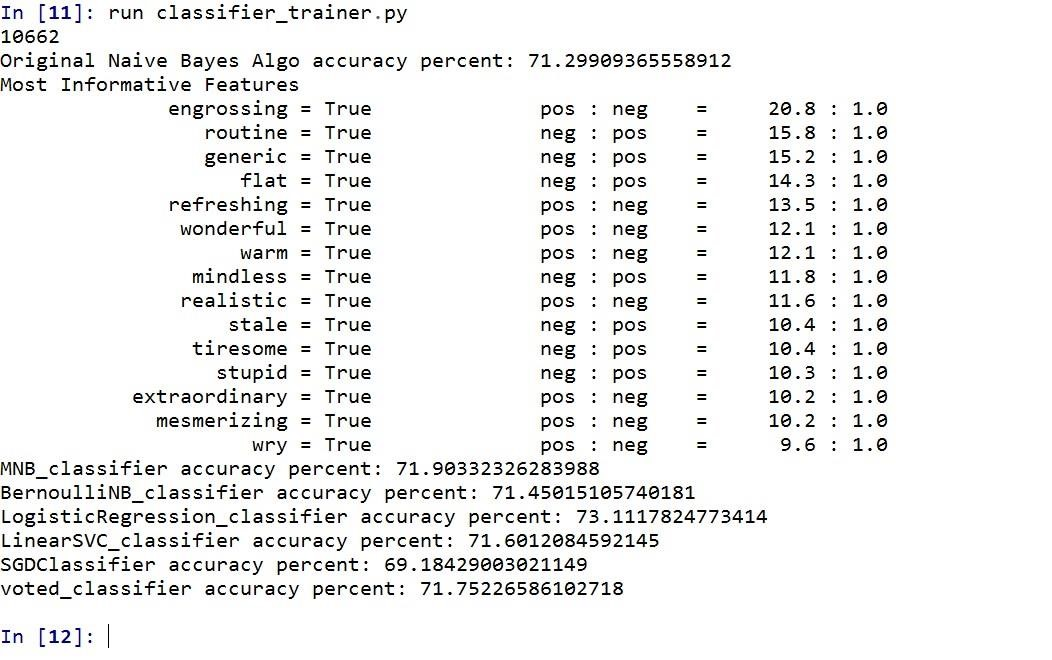 In [11]: run classifier_trainer.py
10662
Original Naive Bayes Algo accuracy percent: 71.29909365558912
Most Informative Features
engrossing = True pos : neg = 20.8 : 1.0
routine = True neg : pos = 15.8 : 1.0
generic = True neg : pos = 15.2 : 1.0
flat = True neg : pos = 14.3 : 1.0
refreshing = True pos : neg = 13.5 : 1.0
wonderful = True pos : neg = 12.1 : 1.0
warm = True pos : neg = 12.1 : 1.0
mindless = True neg : pos = 11.8 : 1.0
realistic = True pos : neg = 11.6 : 1.0
stale = True neg : pos = 10.4 : 1.0
tiresome = True neg : pos = 10.4 : 1.0
stupid = True neg : pos = 10.3 : 1.0
extraordinary = True pos : neg = 10.2 : 1.0
mesmerizing = True pos : neg = 10.2 : 1.0
wry = True pos : neg = 9.6 : 1.0
MNB_classifier accuracy percent: 71.90332326283988
BernoulliNB_classifier accuracy percent: 71.45015105740181
LogisticRegression_classifier accuracy percent: 73.1117824773414
LinearSVC_classifier accuracy percent: 71.6012084592145
SGDClassifier accuracy percent: 69.18429003021149
voted_classifier accuracy percent: 71.75226586102718
In [12]: